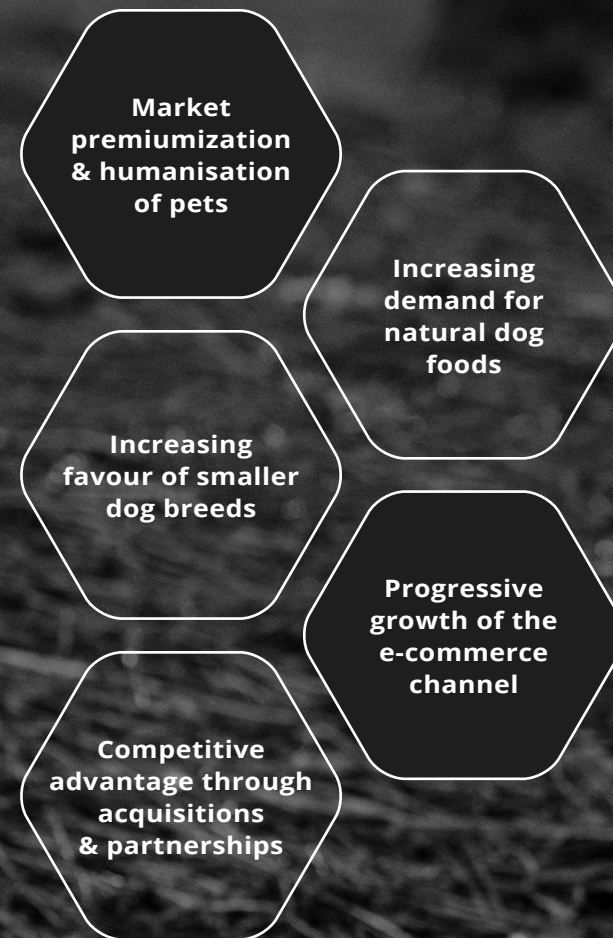 Market
premiumization
& humanisation
of pets
Increasing
demand for
natural dog
foods
Increasing
favour of smaller
dog breeds
Progressive
growth of the
e-commerce
channel
Competitive
advantage through
acquisitions
& partnerships